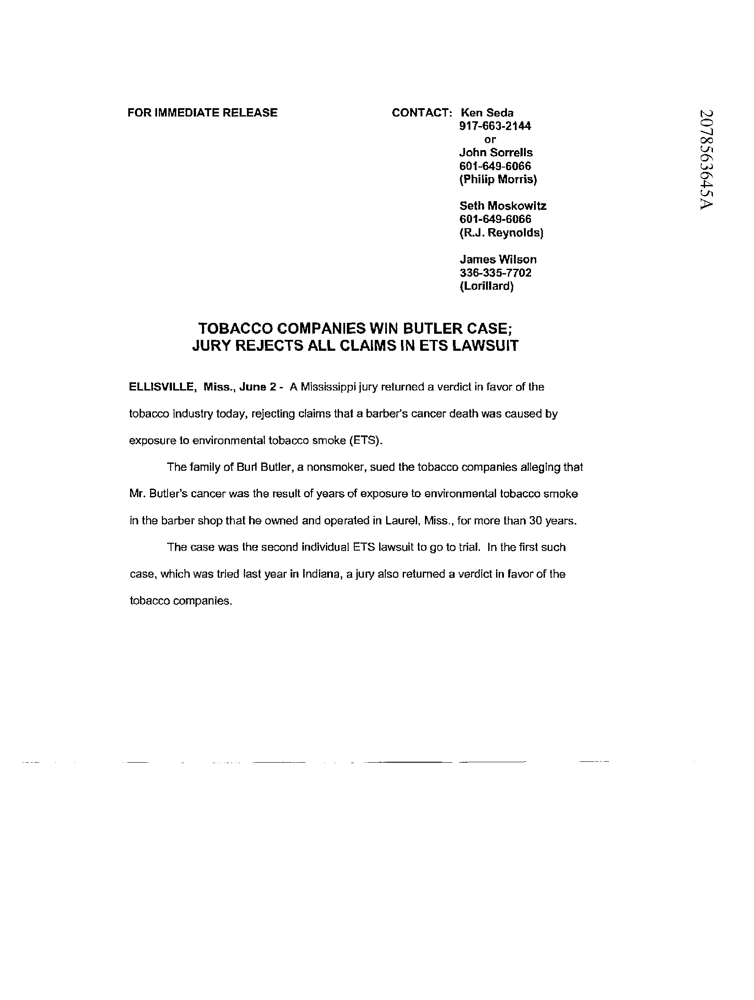 FOR IMMEDIATE RELEASE
CONTACT: Ken Seda
917-663-2144
or
John Sorrells
601-649-6066
(Philip Morris)
Seth Moskowitz
601-649-6066
(R.J. Reynolds)
James Wilson
336-335-7702
(Lorillard)
2078563645A
TOBACCO COMPANIES WIN BUTLER CASE;
JURY REJECTS ALL CLAIMS IN ETS LAWSUIT
ELLISVILLE, Miss., June 2 - A Mississippi jury returned a verdict in favor of the
tobacco industry today, rejecting claims that a barber's cancer death was caused by
exposure to environmental tobacco smoke (ETS).
The family of Burl Butler, a nonsmoker, sued the tobacco companies alleging that
Mr. Butler's cancer was the result of years of exposure to environmental tobacco smoke
in the barber shop that he owned and operated in Laurel, Miss., for more than 30 years.
The case was the second individual ETS lawsuit to go to trial. In the first such
case, which was tried last year in Indiana, a jury also returned a verdict in favor of the
tobacco companies.